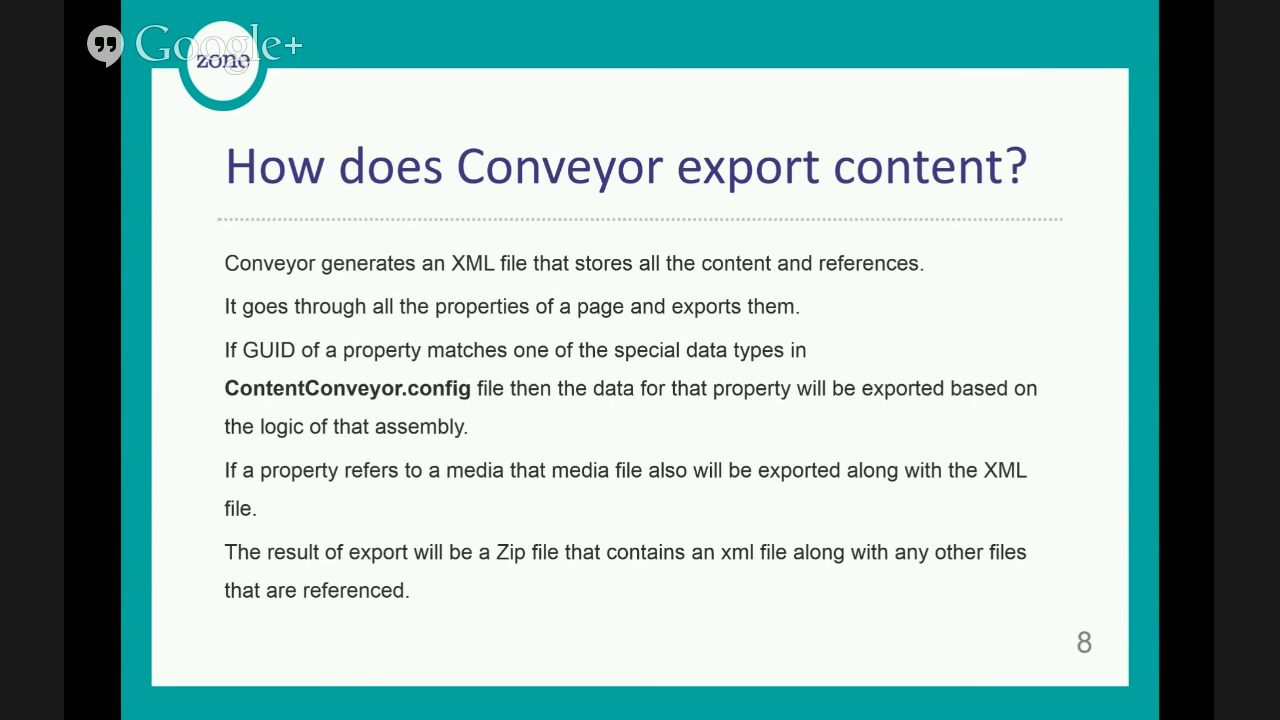 Google+
zone
How does Conveyor export content?
Conveyor generates an XML file that stores all the content and references.
It goes through all the properties of a page and exports them.
If GUID of a property matches one of the special data types in
ContentConveyor.config file then the data for that property will be exported based on
the logic of that assembly.
If a property refers to a media that media file also will be exported along with the XML
file.
The result of export will be a Zip file that contains an xml file along with any other files
that are referenced.
8